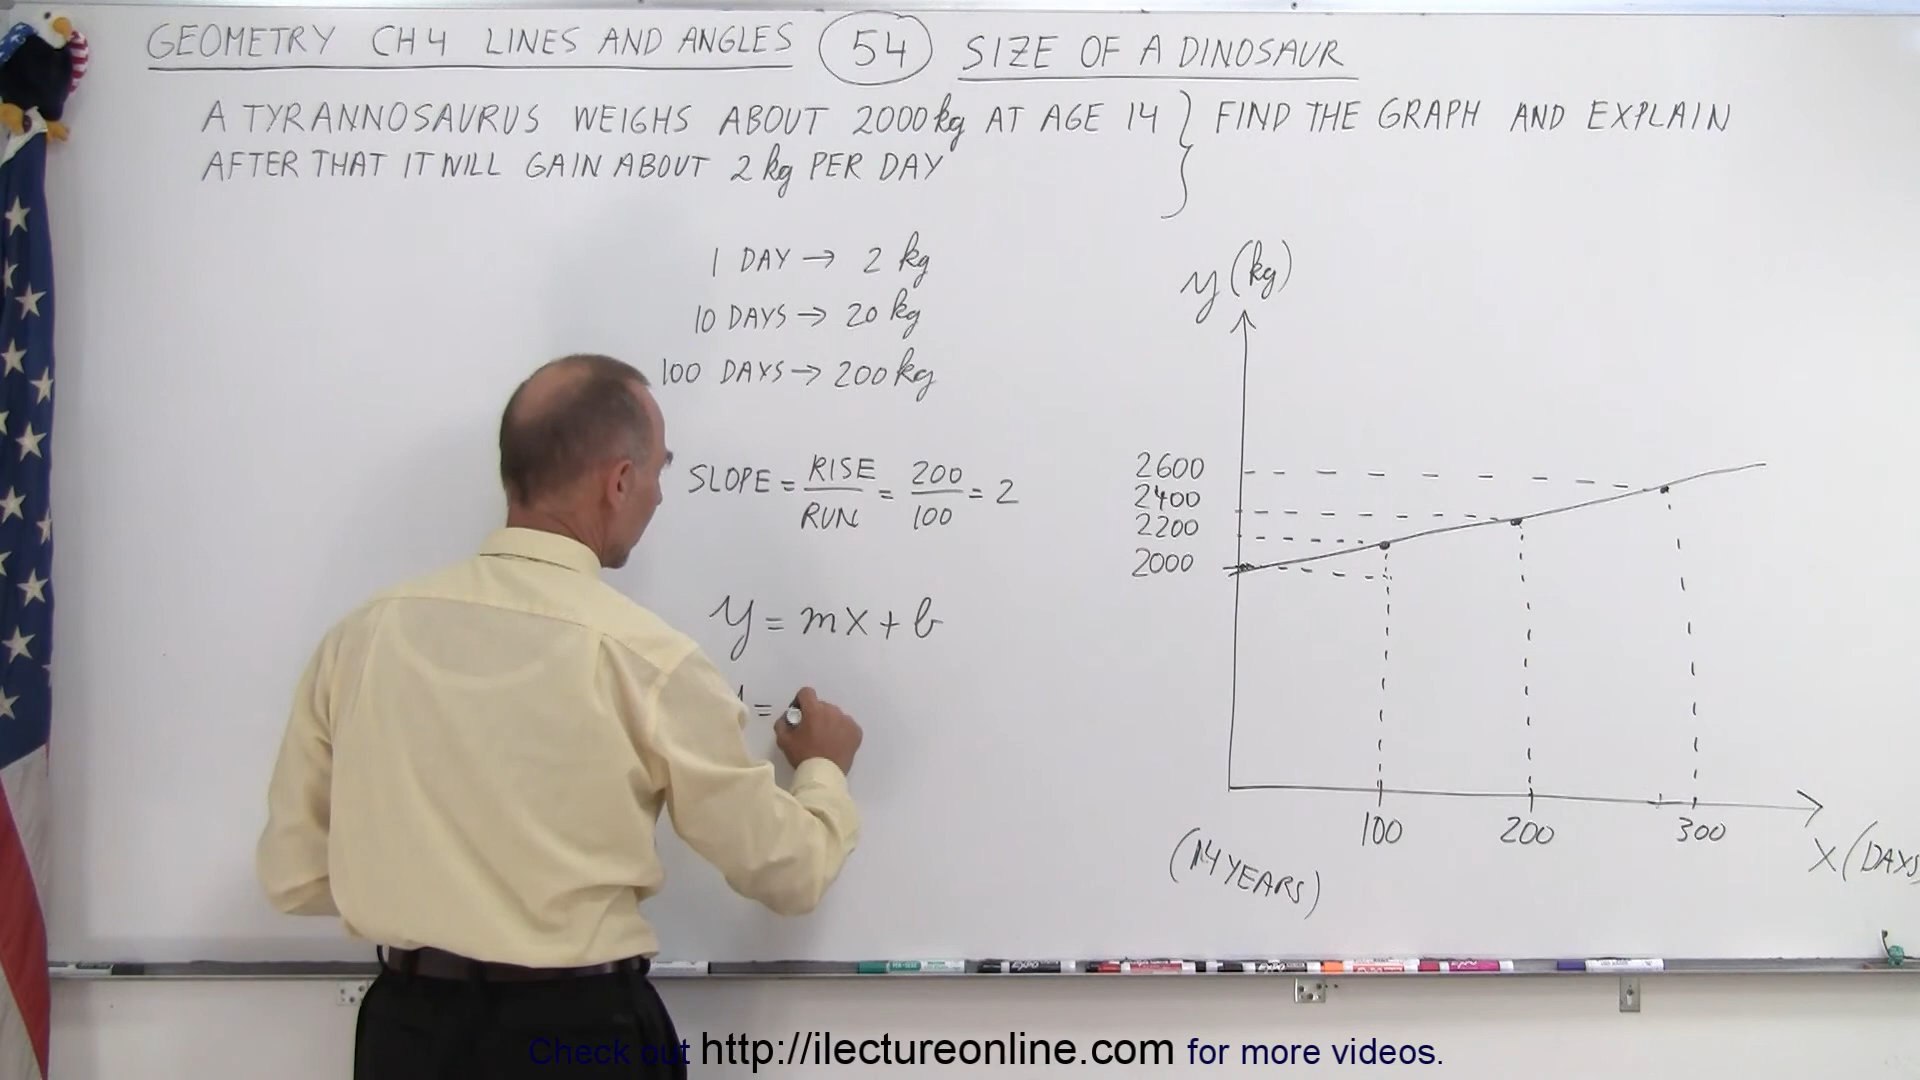 GEOMETRY CH 4 LINES AND ANGLES 54 SIZE OF A DINOSAUR
A TYRANNOSAURUS WEIGHS ABOUT 2000 kg AT AGE 14 } FIND THE GRAPH AND EXPLAIN
AFTER THAT IT WILL GAIN ABOUT 2 kg PER DAY
1 DAY → 2 kg
10 DAYS → 20 kg
100 DAYS → 200 kg
SLOPE = RISE/RUN = 200/100 = 2
y = mx + b
=
y (kg)
2600
2400
2200
2000
100 200 300
(14 YEARS)
X (DAYS
Check out http://ilectureonline.com for more videos.